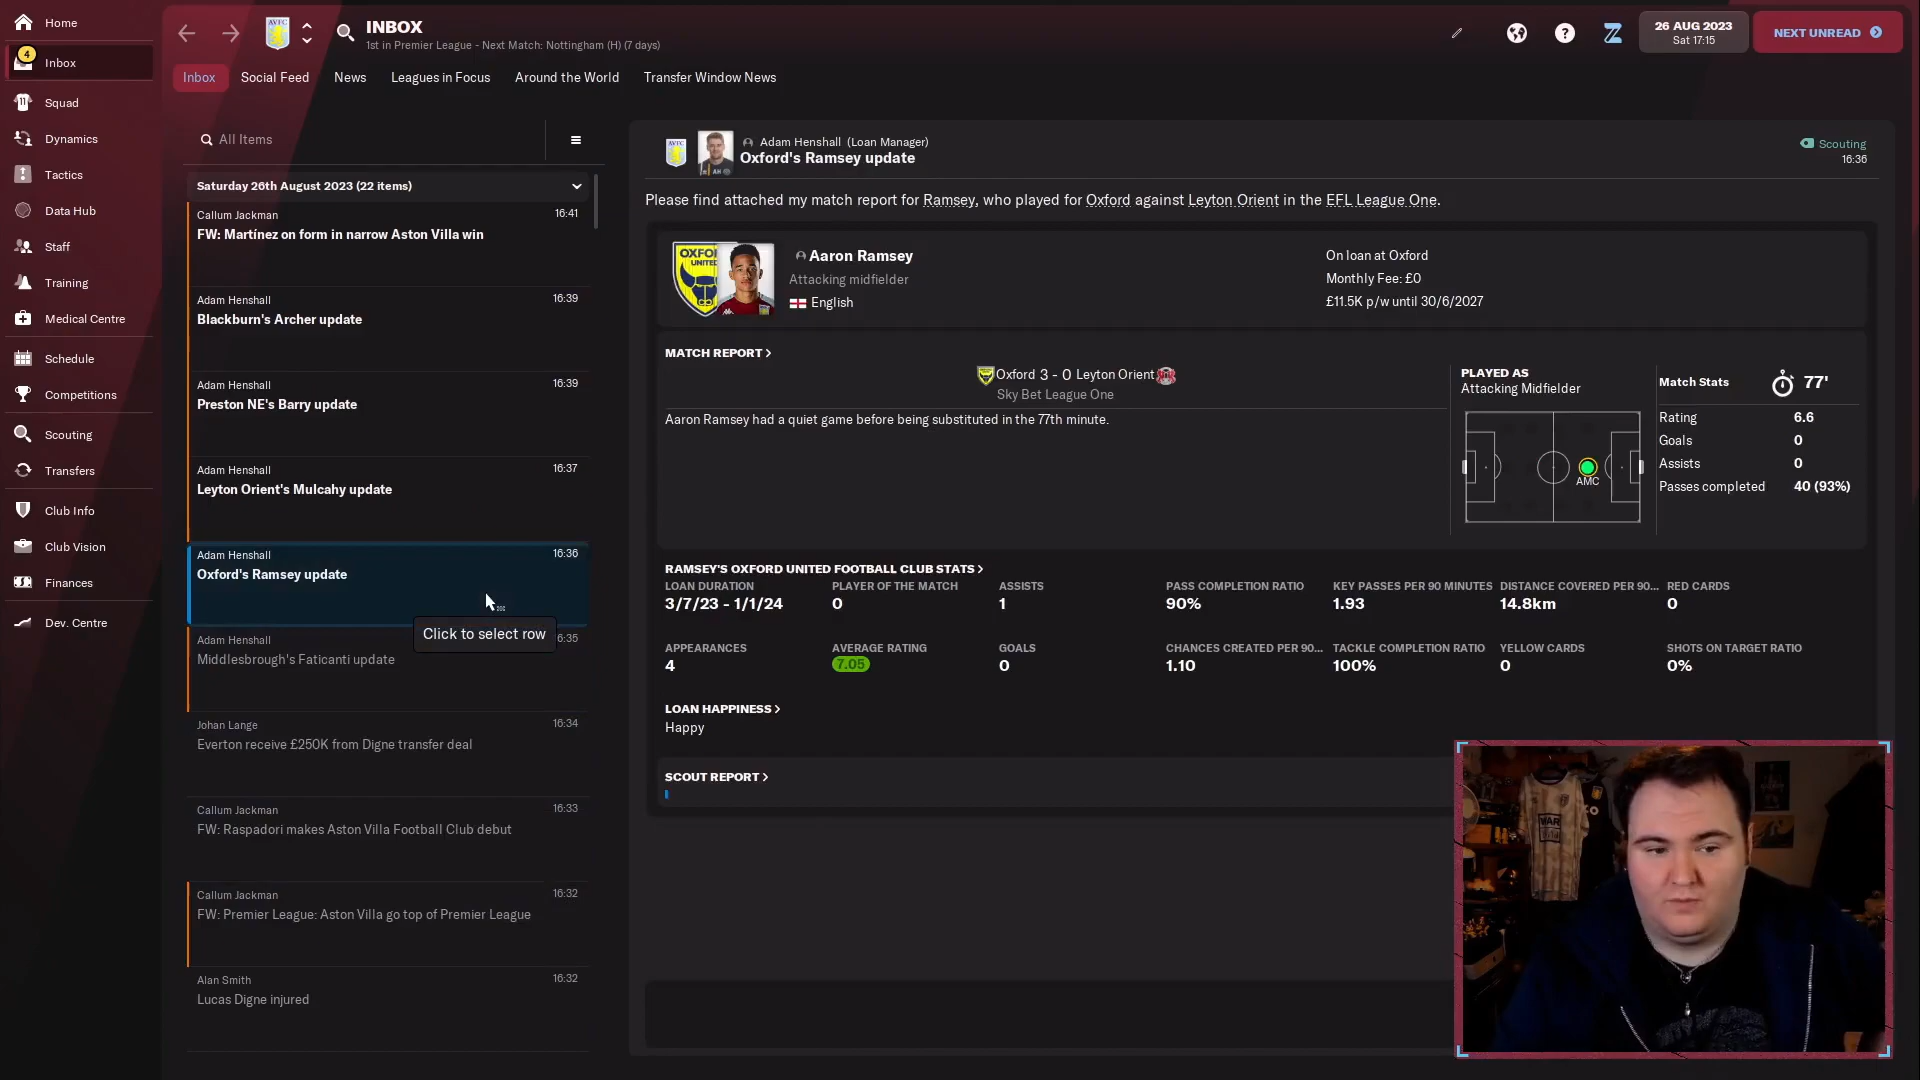 Home
4
Inbox
Squad
Dynamics
Tactics
Data Hub
Staff
Training
Medical Centre
Schedule
Competitions
Scouting
Transfers
Club Info
Club Vision
Finances
Dev. Centre
AVFC
INBOX
1st in Premier League - Next Match: Nottingham (H) (7 days)
26 AUG 2023
Sat 17:15
NEXT UNREAD
Inbox
Social Feed
News
Leagues in Focus
Around the World
Transfer Window News
All Items
Saturday 26th August 2023 (22 items)
Callum Jackman 16:41
FW: Martínez on form in narrow Aston Villa win
Adam Henshall 16:39
Blackburn's Archer update
Adam Henshall 16:39
Preston NE's Barry update
Adam Henshall 16:37
Leyton Orient's Mulcahy update
Adam Henshall 16:36
Oxford's Ramsey update
Click to select row
Adam Henshall 6:35
Middlesbrough's Faticanti update
Johan Lange 16:34
Everton receive £250K from Digne transfer deal
Callum Jackman 16:33
FW: Raspadori makes Aston Villa Football Club debut
Callum Jackman 16:32
FW: Premier League: Aston Villa go top of Premier League
Alan Smith 16:32
Lucas Digne injured
AVFC
Adam Henshall (Loan Manager)
Oxford's Ramsey update
Scouting
16:36
Please find attached my match report for Ramsey, who played for Oxford against Leyton Orient in the EFL League One.
OXFO
UNITED
Aaron Ramsey
Attacking midfielder
English
On loan at Oxford
Monthly Fee: £0
£11.5K p/w until 30/6/2027
MATCH REPORT
Oxford 3 - 0 Leyton Orient
Sky Bet League One
Aaron Ramsey had a quiet game before being substituted in the 77th minute.
PLAYED AS
Attacking Midfielder
AMC
Match Stats 77'
Rating 6.6
Goals 0
Assists 0
Passes completed 40 (93%)
RAMSEY'S OXFORD UNITED FOOTBALL CLUB STATS
LOAN DURATION PLAYER OF THE MATCH ASSISTS PASS COMPLETION RATIO KEY PASSES PER 90 MINUTES DISTANCE COVERED PER 90... RED CARDS
3/7/23 - 1/1/24 0 1 90% 1.93 14.8km 0
APPEARANCES AVERAGE RATING GOALS CHANCES CREATED PER 90... TACKLE COMPLETION RATIO YELLOW CARDS SHOTS ON TARGET RATIO
4 7.05 0 1.10 100% 0 0%
LOAN HAPPINESS
Happy
SCOUT REPORT
WAR